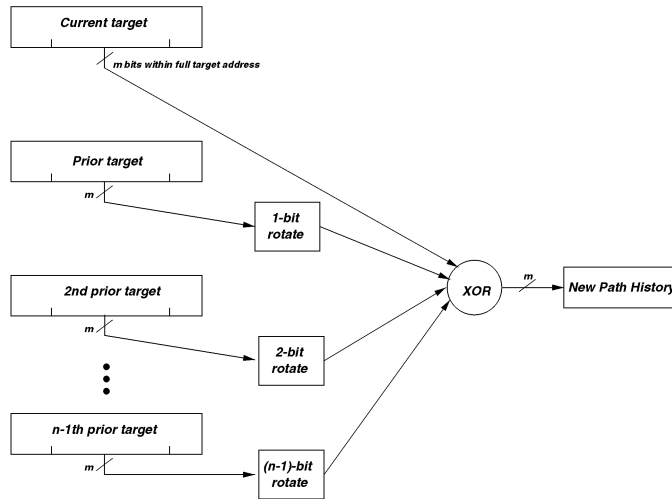 Current target
m bits within full target address
Prior target
m
1-bit
rotate
XOR
m
New Path History
2nd prior target
m
2-bit
rotate
n-1th prior target
m
(n-1)-bit
rotate